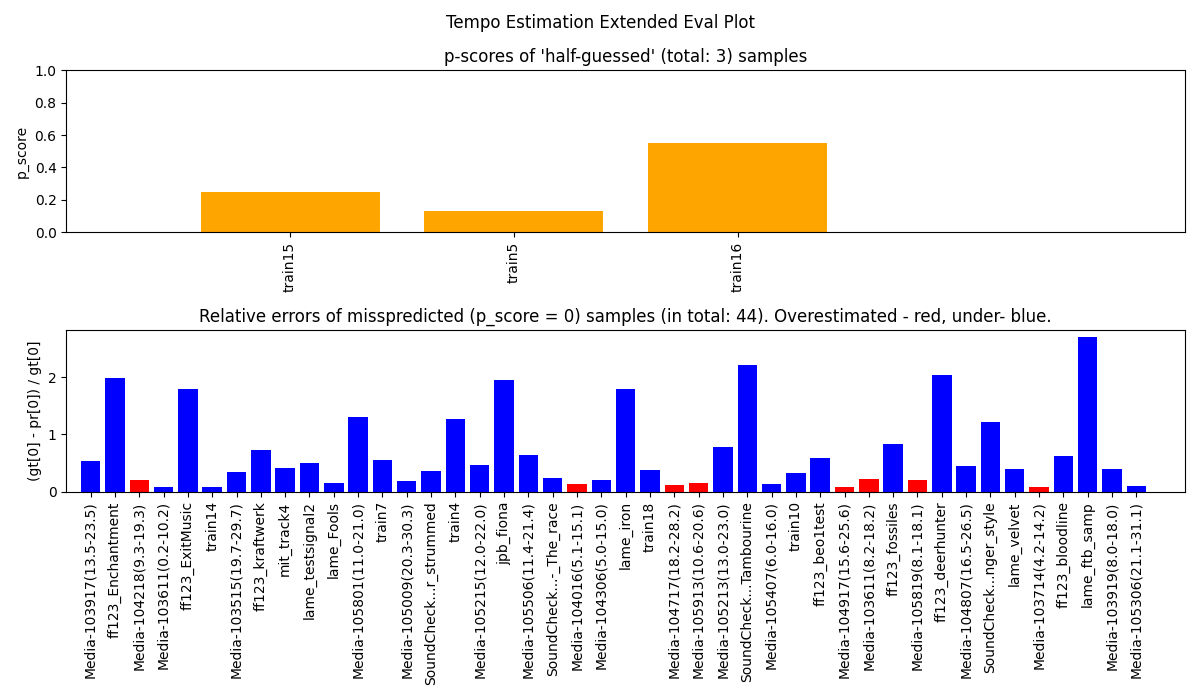 Tempo Estimation Extended Eval Plot
p-scores of 'half-guessed' (total: 3) samples
p_score
1.0
0.8
0.6
0.4
0.2
0.0
train15
train5
train16
Relative errors of misspredicted (p_score = 0) samples (in total: 44). Overestimated - red, under- blue.
(gt[0] - pr[0]) / gt[0]
2
1
0
Media-103917(13.5-23.5)
ff123_Enchantment
Media-104218(9.3-19.3)
Media-103611(0.2-10.2)
ff123_ExitMusic
train14
Media-103515(19.7-29.7)
ff123_kraftwerk
mit_track4
lame_testsignal2
lame_Fools
Media-105801(11.0-21.0)
train7
Media-105009(20.3-30.3)
SoundCheck...r_strummed
train4
Media-105215(12.0-22.0)
jpb_fiona
Media-105506(11.4-21.4)
SoundCheck...-_The_race
Media-104016(5.1-15.1)
Media-104306(5.0-15.0)
lame_iron
train18
Media-104717(18.2-28.2)
Media-105913(10.6-20.6)
Media-105213(13.0-23.0)
SoundCheck...Tambourine
Media-105407(6.0-16.0)
train10
ff123_beo1test
Media-104917(15.6-25.6)
Media-103611(8.2-18.2)
ff123_fossiles
Media-105819(8.1-18.1)
ff123_deerhunter
Media-104807(16.5-26.5)
SoundCheck...nger_style
lame_velvet
Media-103714(4.2-14.2)
ff123_bloodline
lame_ftb_samp
Media-103919(8.0-18.0)
Media-105306(21.1-31.1)